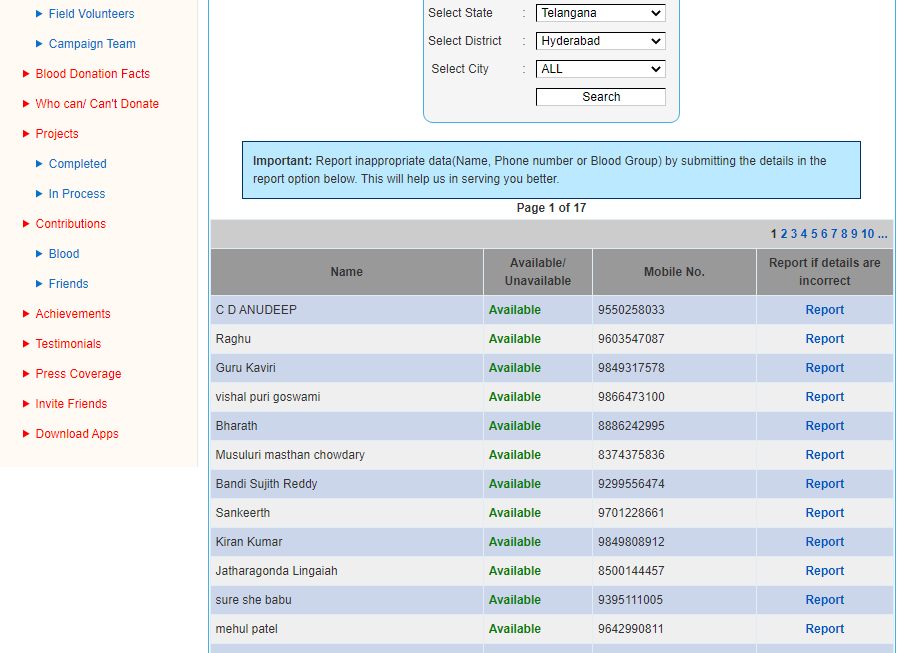 Field Volunteers
Campaign Team
Blood Donation Facts
Who can/ Can't Donate
Projects
Completed
In Process
Contributions
Blood
Friends
Achievements
Testimonials
Press Coverage
Invite Friends
Download Apps
Select State : Telangana
Select District : Hyderabad
Select City : ALL
Search
Important: Report inappropriate data(Name, Phone number or Blood Group) by submitting the details in the
report option below. This will help us in serving you better.
Page 1 of 17
1 2 3 4 5 6 7 8 9 10 ...
Name Available/ Unavailable Mobile No. Report if details are incorrect
C D ANUDEEP Available 9550258033 Report
Raghu Available 9603547087 Report
Guru Kaviri Available 9849317578 Report
vishal puri goswami Available 9866473100 Report
Bharath Available 8886242995 Report
Musuluri masthan chowdary Available 8374375836 Report
Bandi Sujith Reddy Available 9299556474 Report
Sankeerth Available 9701228661 Report
Kiran Kumar Available 9849808912 Report
Jatharagonda Lingaiah Available 8500144457 Report
sure she babu Available 9395111005 Report
mehul patel Available 9642990811 Report